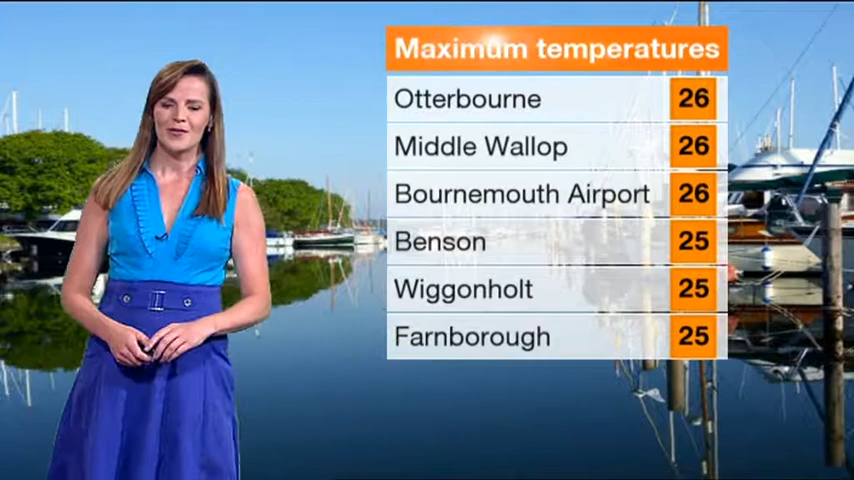 Maximum temperatures
Otterbourne 26
Middle Wallop 26
Bournemouth Airport 26
Benson 25
Wiggonholt 25
Farnborough 25